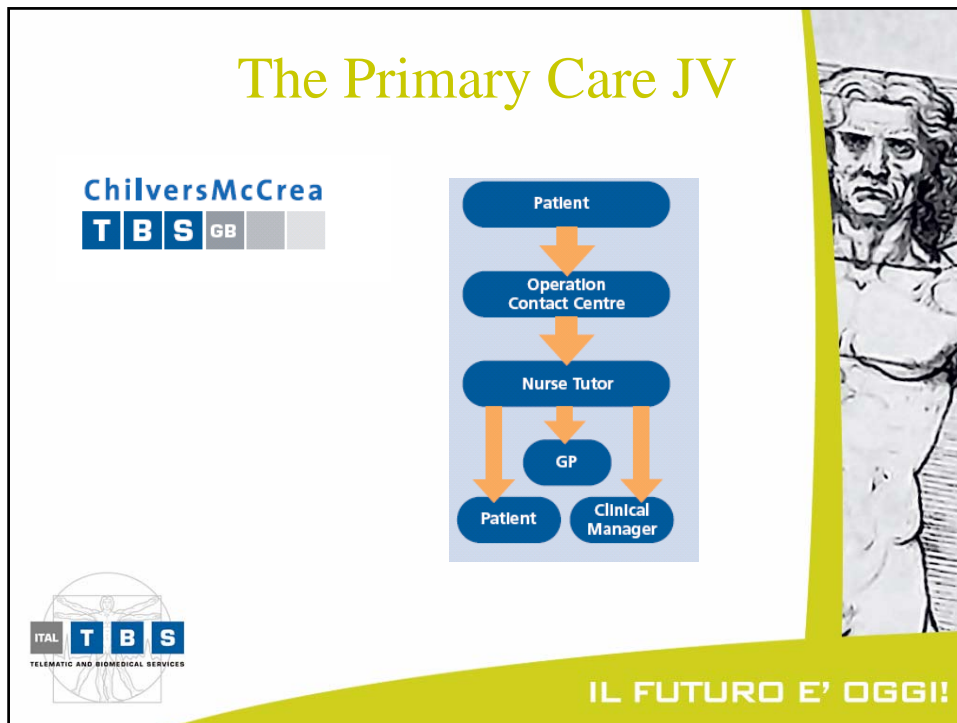 The Primary Care JV
ChilversMcCrea
T B S GB
Patient
Operation
Contact Centre
Nurse Tutor
GP
Patient
Clinical
Manager
ITAL T B S
TELEMATIC AND BIOMEDICAL SERVICES
IL FUTURO E' OGGI!